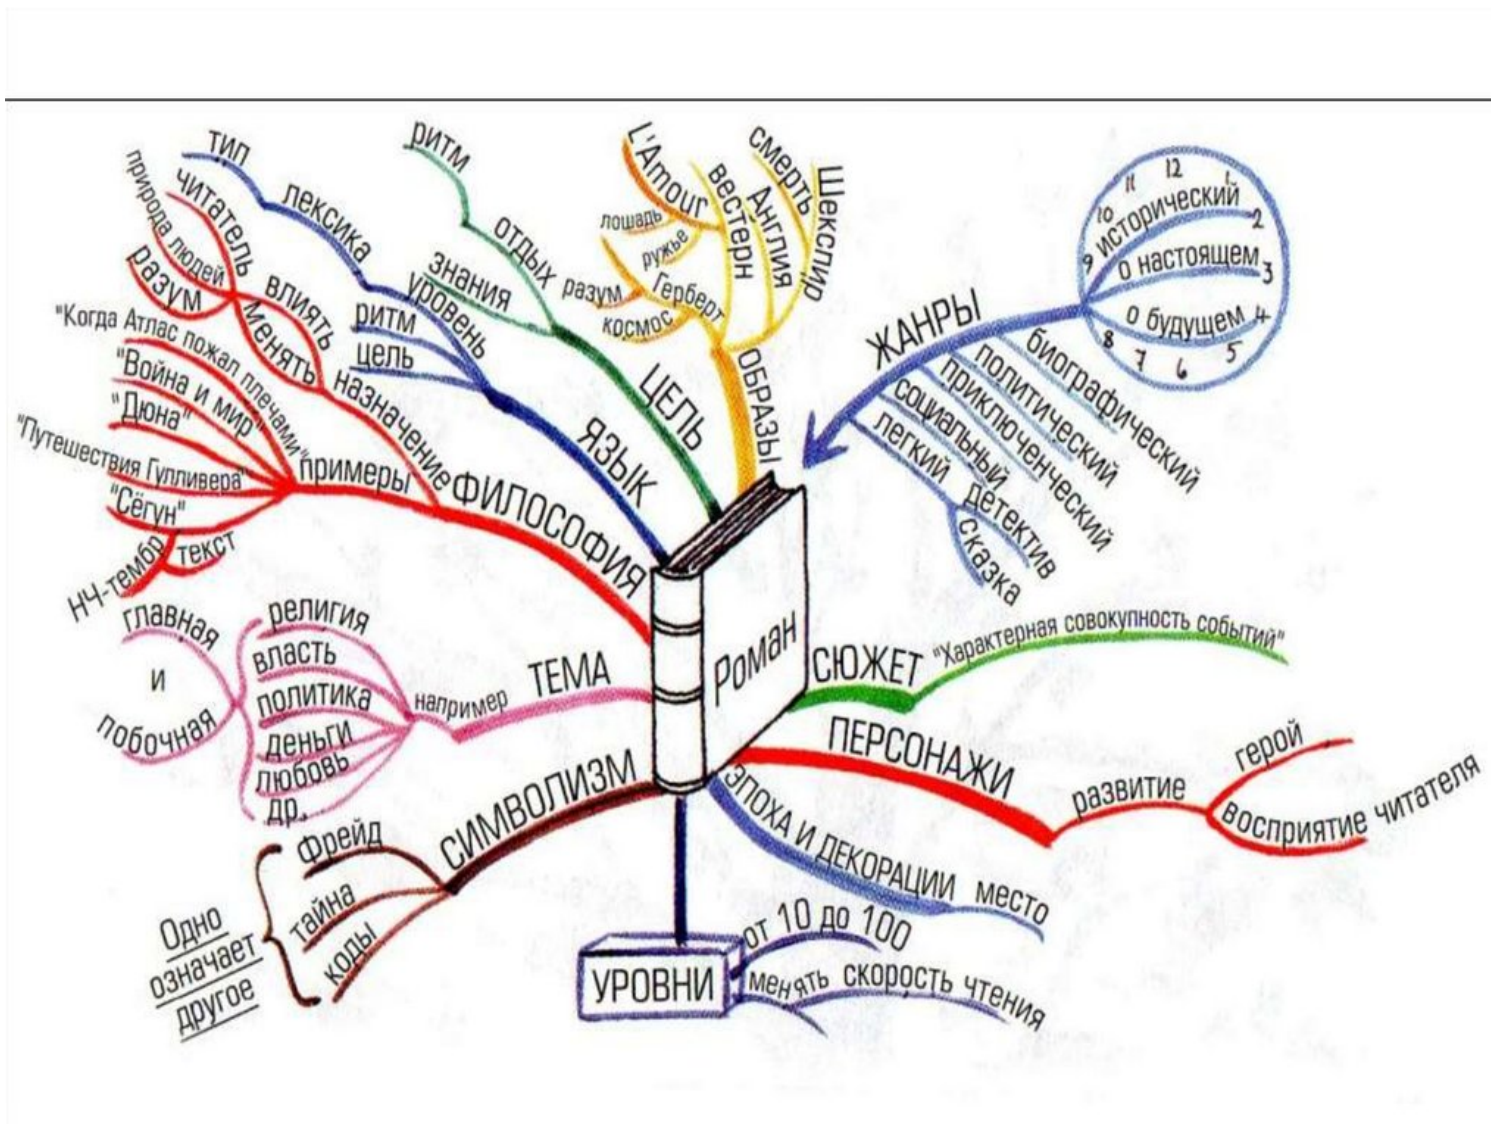 Роман
ЖАНРЫ
исторический
о настоящем
о будущем
12
1
2
3
4
5
6
7
8
9
10
11
биографический
политический
приключенческий
социальный
легкий
детектив
сказка
СЮЖЕТ
"Характерная совокупность событий"
ПЕРСОНАЖИ
развитие
герой
восприятие читателя
ЭПОХА И ДЕКОРАЦИИ
место
УРОВНИ
от 10 до 100
менять скорость чтения
СИМВОЛИЗМ
фрейд
тайна
коды
Одно
означает
другое
ТЕМА
например
религия
власть
политика
деньги
любовь
др.
главная
и
побочная
ФИЛОСОФИЯ
примеры
"Когда Атлас пожал плечами"
"Война и мир"
"Дюна"
"Путешествия Гулливера"
"Сёгун"
НЧ-тембр
текст
назначение
влиять
менять
читатель
природа людей
разум
ЯЗЫК
уровень
ритм
цель
лексика
тип
ЦЕЛЬ
знания
отдых
ритм
ОБРАЗЫ
Герберт
разум
космос
вестерн
L'Amour
лошадь
ружье
Англия
смерть
Шекспир